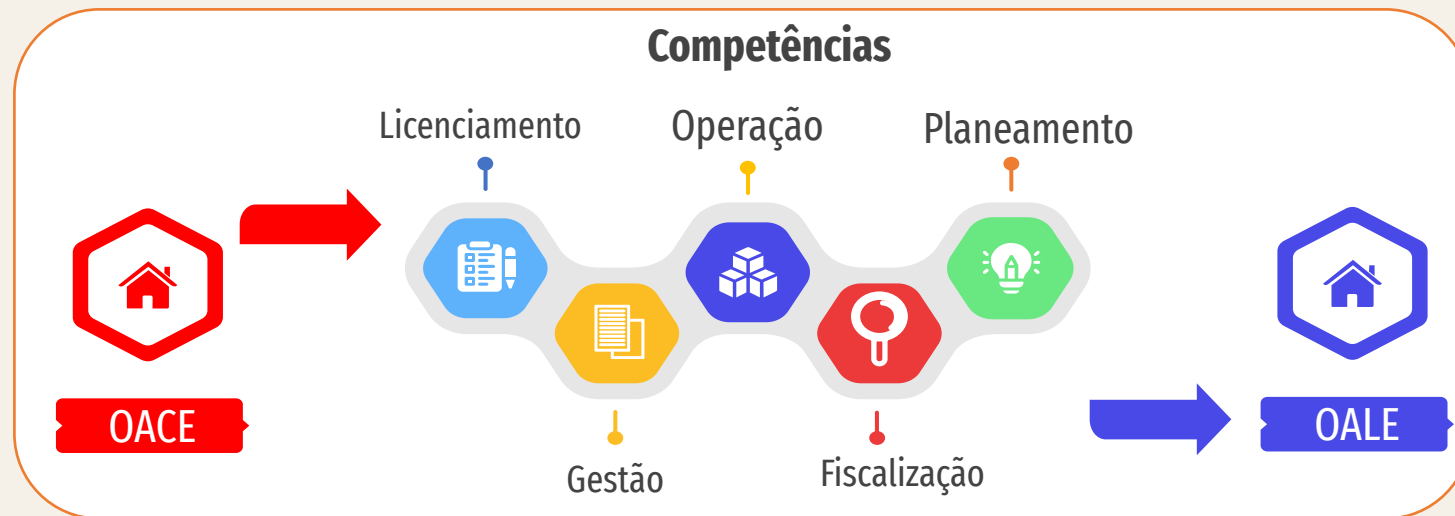 Competências
Licenciamento
Operação
Planeamento
OACE
OALE
Gestão
Fiscalização